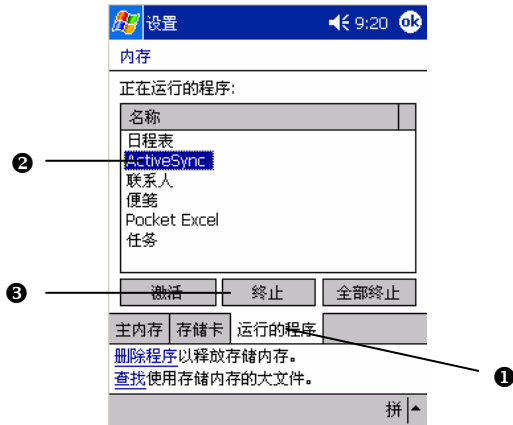 设置 9:20 ok
内存
正在运行的程序:
名称
日程表
❷ ActiveSync
联系人
便笺
Pocket Excel
任务
❸ 激活 终止 全部终止
主内存 存储卡 运行的程序
删除程序以释放存储内存。
查找使用存储内存的大文件。
❶
拼